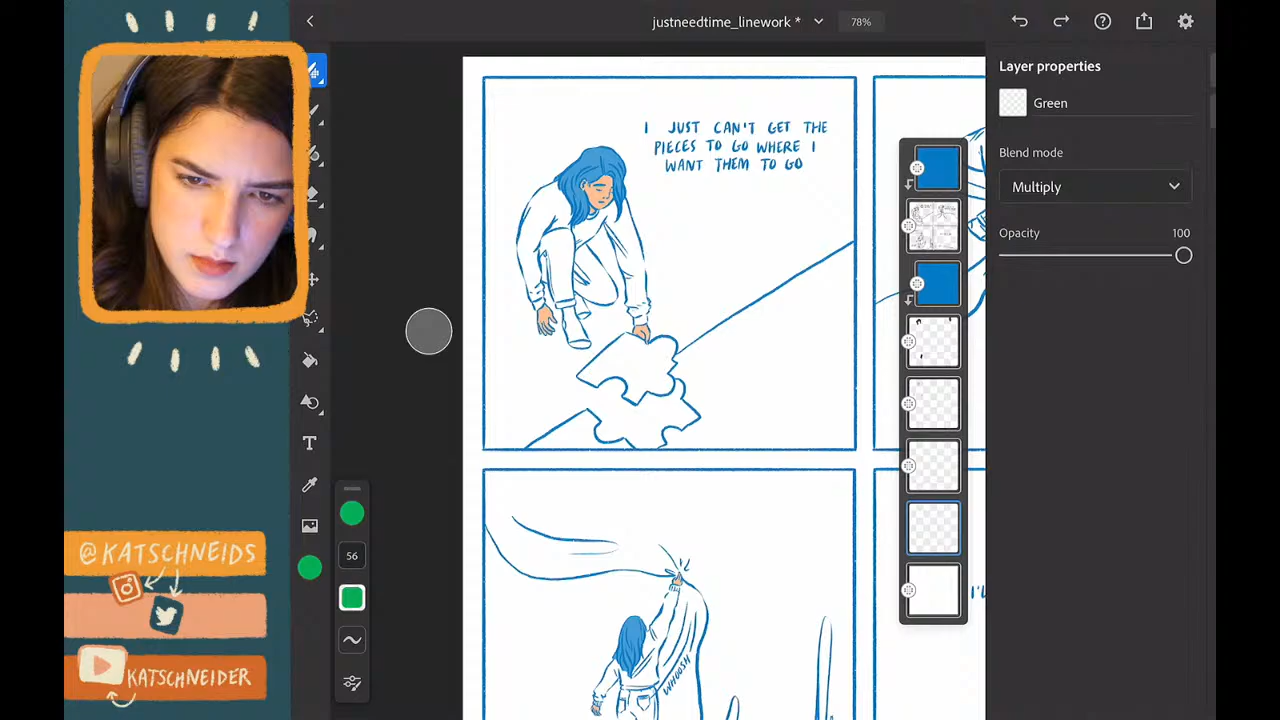 justneedtime_linework *
78%
Layer properties
Green
Blend mode
Multiply
Opacity
100
I JUST CAN'T GET THE
PIECES TO GO WHERE I
WANT THEM TO GO
T
56
WHOOSH
I'L
@KATSCHNEIDS
KATSCHNEIDER